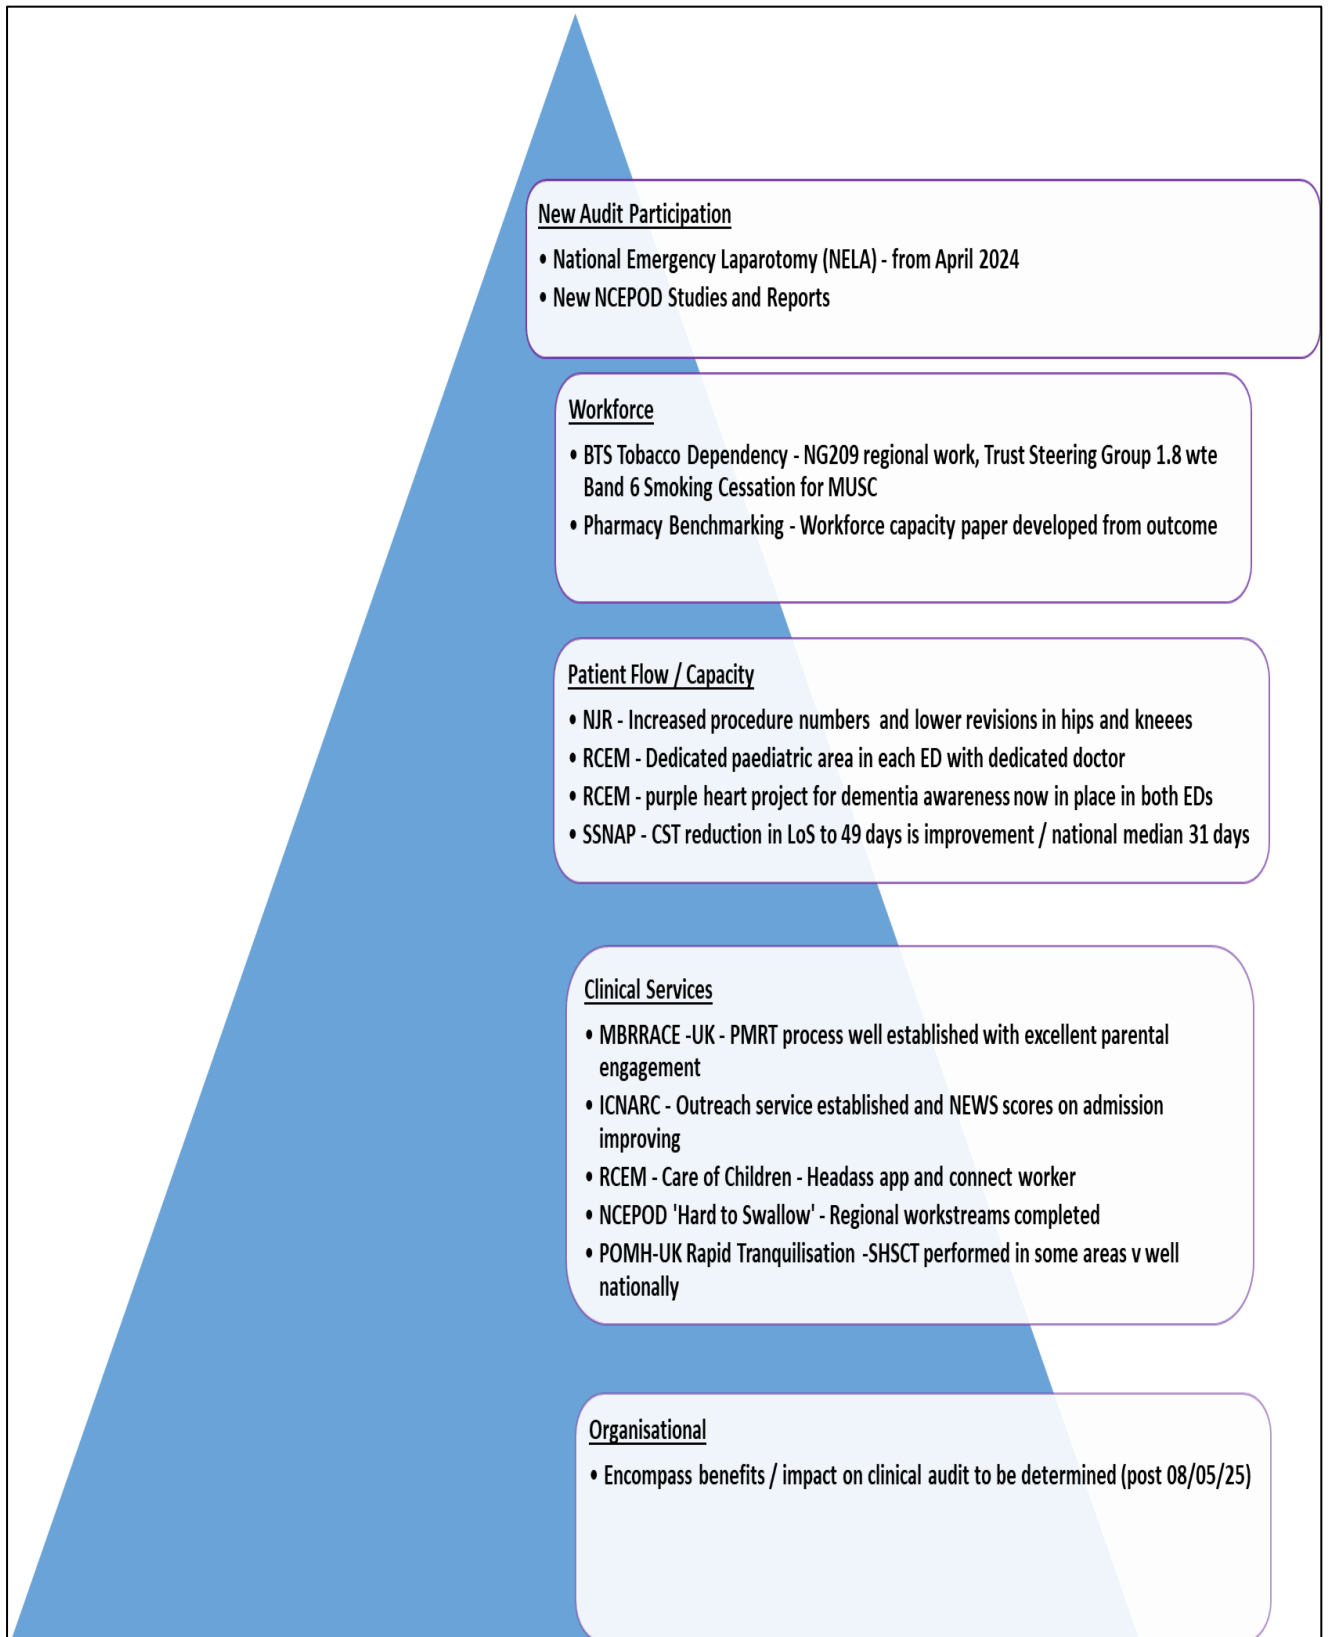 New Audit Participation
• National Emergency Laparotomy (NELA) - from April 2024
• New NCEPOD Studies and Reports
Workforce
• BTS Tobacco Dependency - NG209 regional work, Trust Steering Group 1.8 wte
Band 6 Smoking Cessation for MUSC
• Pharmacy Benchmarking - Workforce capacity paper developed from outcome
Patient Flow / Capacity
• NJR - Increased procedure numbers and lower revisions in hips and kneees
• RCEM - Dedicated paediatric area in each ED with dedicated doctor
• RCEM - purple heart project for dementia awareness now in place in both EDs
• SSNAP - CST reduction in LoS to 49 days is improvement / national median 31 days
Clinical Services
• MBRRACE -UK - PMRT process well established with excellent parental
engagement
• ICNARC - Outreach service established and NEWS scores on admission
improving
• RCEM - Care of Children - Headass app and connect worker
• NCEPOD 'Hard to Swallow' - Regional workstreams completed
• POMH-UK Rapid Tranquilisation -SHSCT performed in some areas v well
nationally
Organisational
• Encompass benefits / impact on clinical audit to be determined (post 08/05/25)